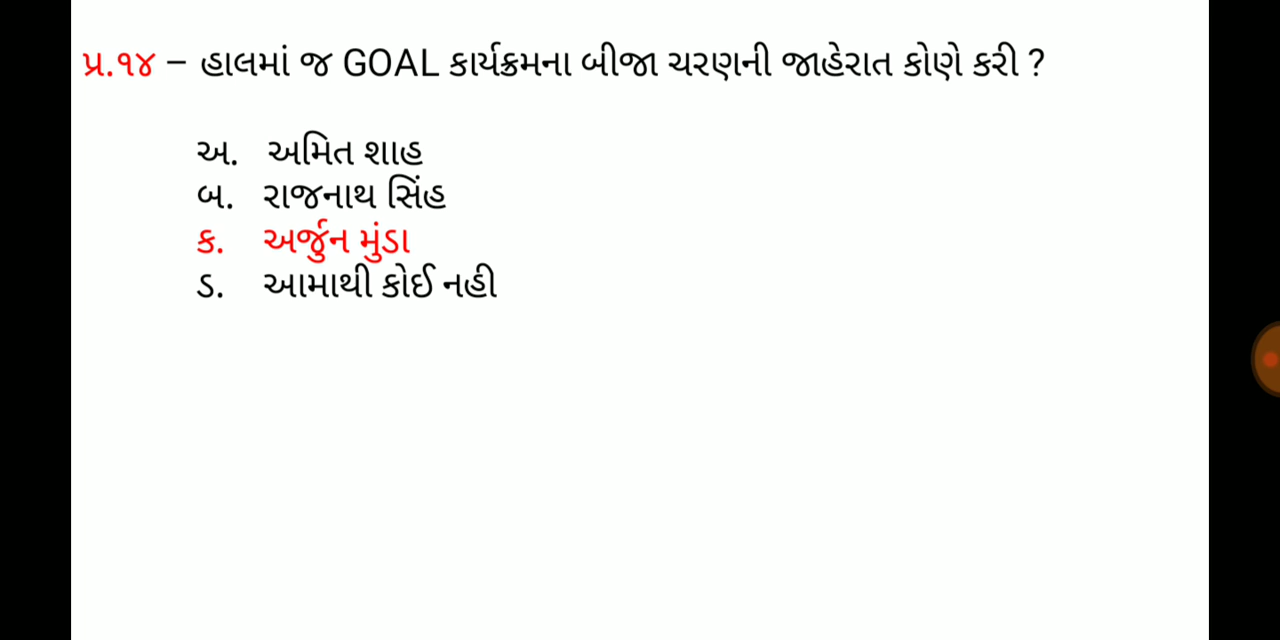 પ્ર.૧૪ – હાલમાં જ GOAL કાર્યક્રમના બીજા ચરણની જાહેરાત કોણે કરી ?
અ. અમિત શાહ
બ. રાજનાથ સિંહ
ક. અર્જુન મુંડા
ડ. આમાથી કોઈ નહી